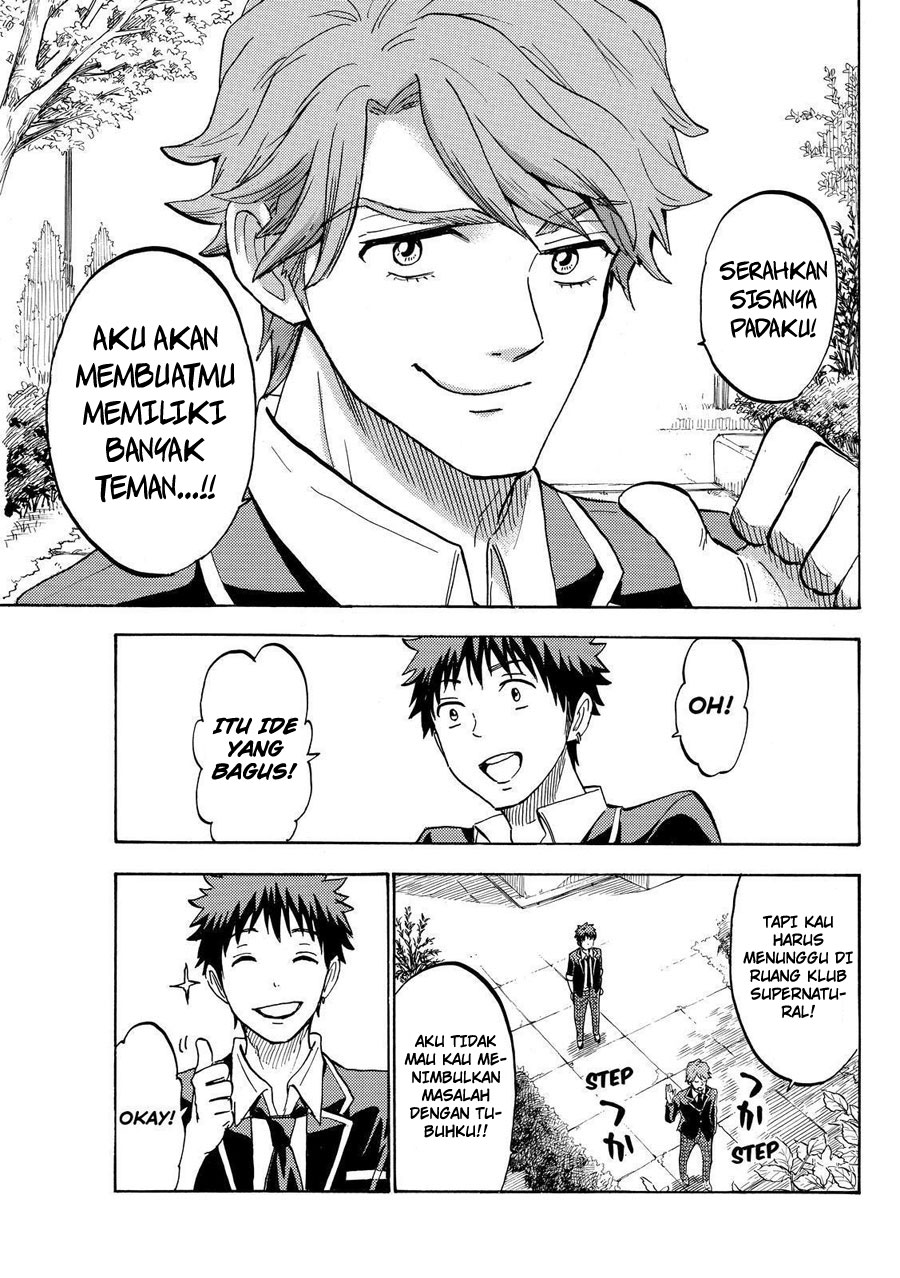 SERAHKAN
SISANYA
PADAKU!
AKU AKAN
MEMBUATMU
MEMILIKI
BANYAK
TEMAN...!!
OH!
ITU IDE
YANG
BAGUS!
TAPI KAU
HARUS
MENUNGGU DI
RUANG KLUB
SUPERNATU-
RAL!
STEP
つか
つか
STEP
AKU TIDAK
MAU KAU ME-
NIMBULKAN
MASALAH
DENGAN TU-
BUHKU!!
OKAY!